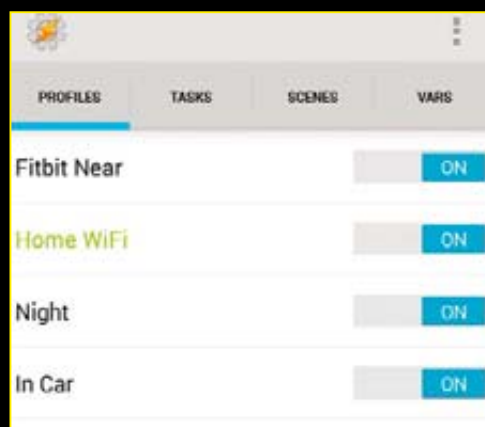 PROFILES TASKS SCENES VARS
Fitbit Near ON
Home WiFi ON
Night ON
In Car ON